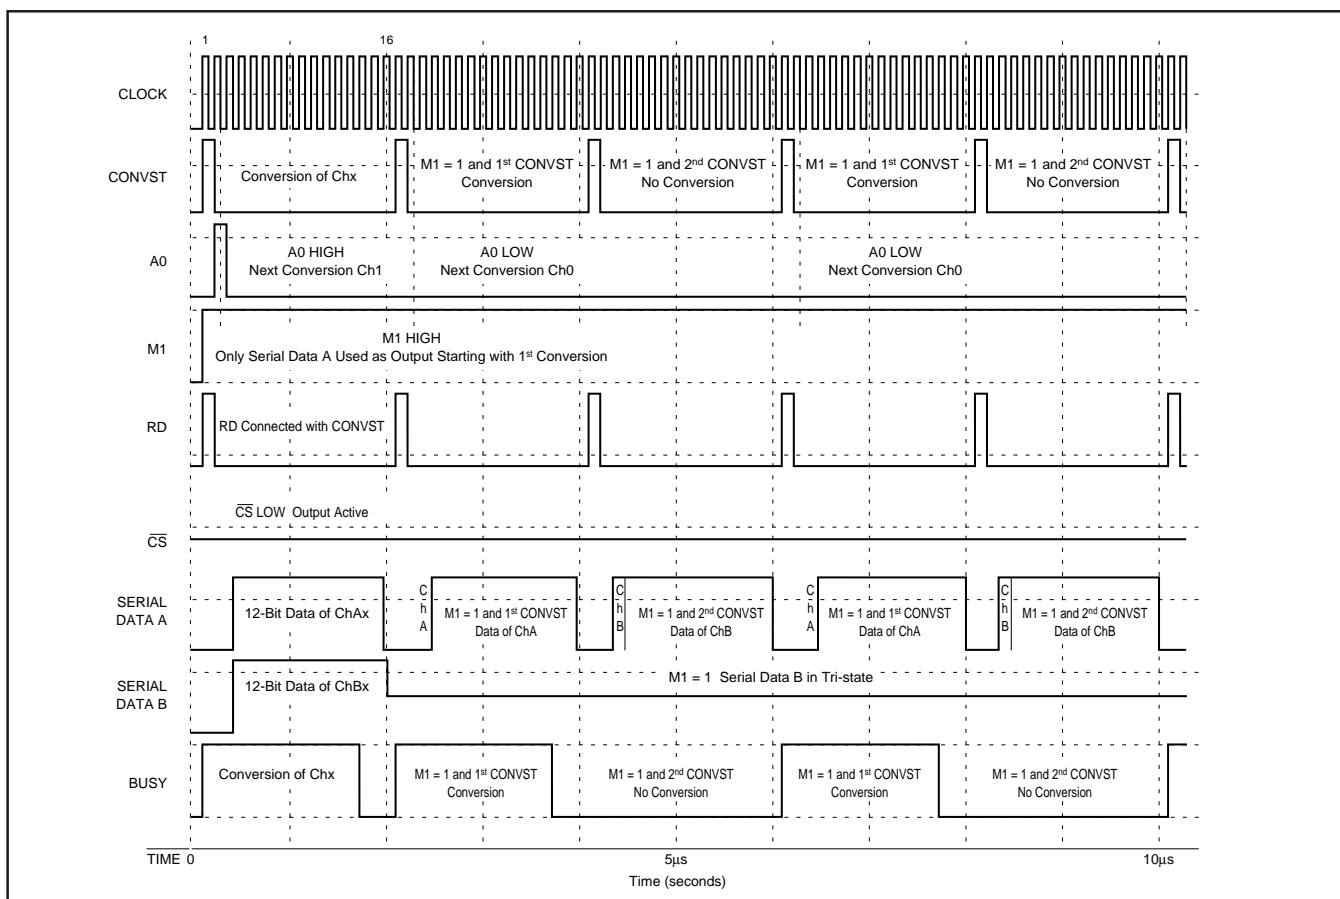 1 16
CLOCK
CONVST
Conversion of Chx
M1 = 1 and 1st CONVST
Conversion
M1 = 1 and 2nd CONVST
No Conversion
M1 = 1 and 1st CONVST
Conversion
M1 = 1 and 2nd CONVST
No Conversion
A0
A0 HIGH
Next Conversion Ch1
A0 LOW
Next Conversion Ch0
A0 LOW
Next Conversion Ch0
M1
M1 HIGH
Only Serial Data A Used as Output Starting with 1st Conversion
RD
RD Connected with CONVST
CS LOW Output Active
CS
SERIAL
DATA A
12-Bit Data of ChAx
ChA
M1 = 1 and 1st CONVST
Data of ChA
ChB
M1 = 1 and 2nd CONVST
Data of ChB
ChA
M1 = 1 and 1st CONVST
Data of ChA
ChB
M1 = 1 and 2nd CONVST
Data of ChB
SERIAL
DATA B
12-Bit Data of ChBx
M1 = 1 Serial Data B in Tri-state
BUSY
Conversion of Chx
M1 = 1 and 1st CONVST
Conversion
M1 = 1 and 2nd CONVST
No Conversion
M1 = 1 and 1st CONVST
Conversion
M1 = 1 and 2nd CONVST
No Conversion
TIME 0 5µs 10µs
Time (seconds)